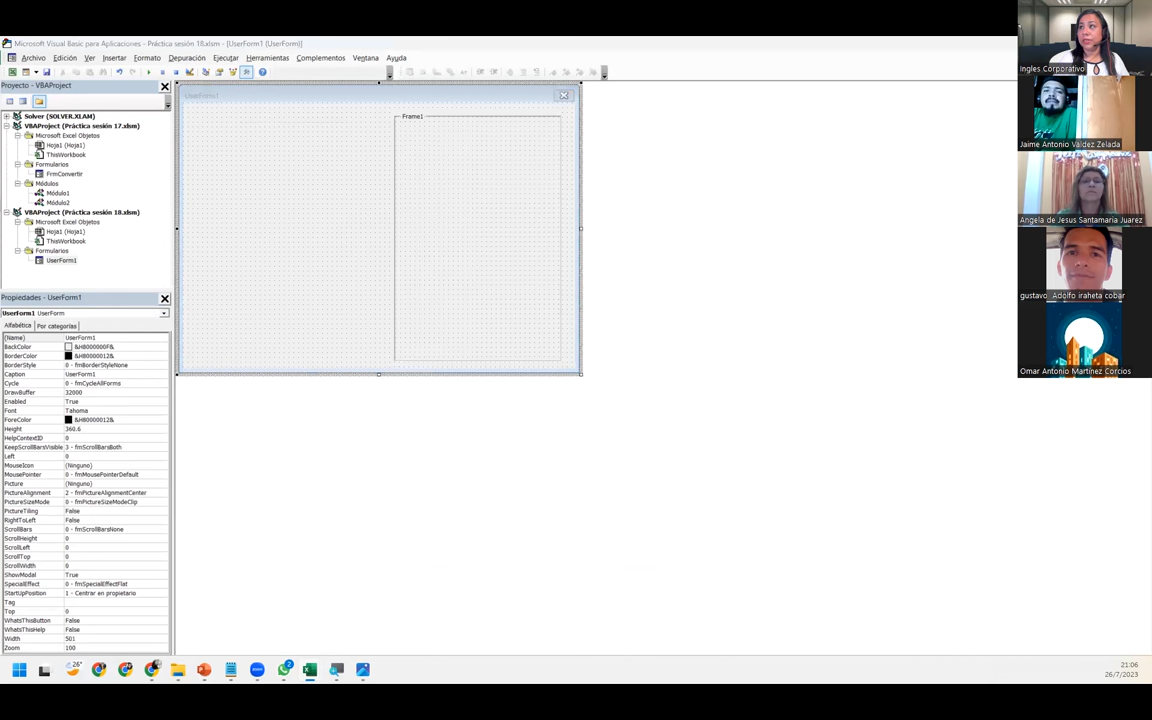 Microsoft Visual Basic para Aplicaciones - Práctica sesión 18.xlsm - [UserForm1 (UserForm)]
Archivo Edición Ver Insertar Formato Depuración Ejecutar Herramientas Complementos Ventana Ayuda
Proyecto - VBAProject
Solver (SOLVER.XLAM)
VBAProject (Práctica sesión 17.xlsm)
Microsoft Excel Objetos
Hoja1 (Hoja1)
ThisWorkbook
Formularios
FrmConvertir
Módulos
Módulo1
Módulo2
VBAProject (Práctica sesión 18.xlsm)
Microsoft Excel Objetos
Hoja1 (Hoja1)
ThisWorkbook
Formularios
UserForm1
Propiedades - UserForm1
UserForm1 UserForm
Alfabética Por categorías
(Name) UserForm1
BackColor &H8000000F&
BorderColor &H80000012&
BorderStyle 0 - fmBorderStyleNone
Caption UserForm1
Cycle 0 - fmCycleAllForms
DrawBuffer 32000
Enabled True
Font Tahoma
ForeColor &H80000012&
Height 360.6
HelpContextID 0
KeepScrollBarsVisible 3 - fmScrollBarsBoth
Left 0
MouseIcon (Ninguno)
MousePointer 0 - fmMousePointerDefault
Picture (Ninguno)
PictureAlignment 2 - fmPictureAlignmentCenter
PictureSizeMode 0 - fmPictureSizeModeClip
PictureTiling False
RightToLeft False
ScrollBars 0 - fmScrollBarsNone
ScrollHeight 0
ScrollLeft 0
ScrollTop 0
ScrollWidth 0
ShowModal True
SpecialEffect 0 - fmSpecialEffectFlat
StartUpPosition 1 - Centrar en propietario
Tag
Top 0
WhatsThisButton False
WhatsThisHelp False
Width 501
Zoom 100
UserForm1
Frame1
Ingles Corporativo
Jaime Antonio Valdez Zelada
Angela de Jesus Santamaria Juarez
gustavo Adolfo iraheta cobar
Omar Antonio Martínez Corcios
26°
zoom
2
21:06
26/7/2023